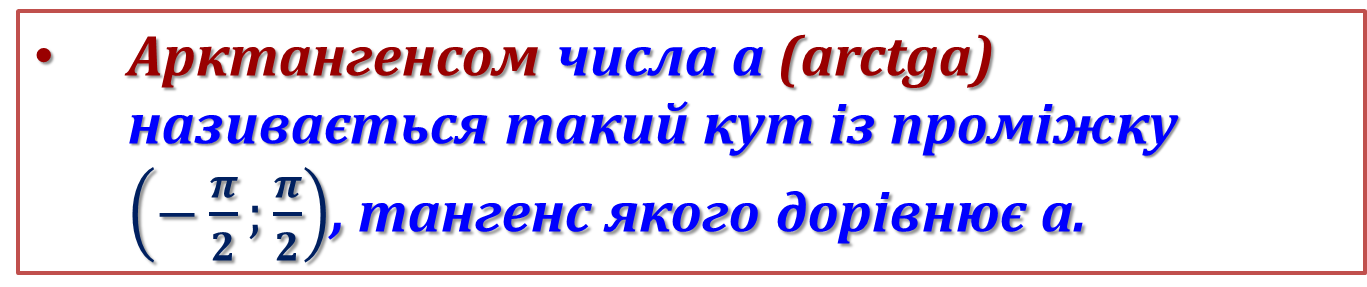 • Арктангенсом числа а (arctga)
називається такий кут із проміжку
(−π/2; π/2), тангенс якого дорівнює а.